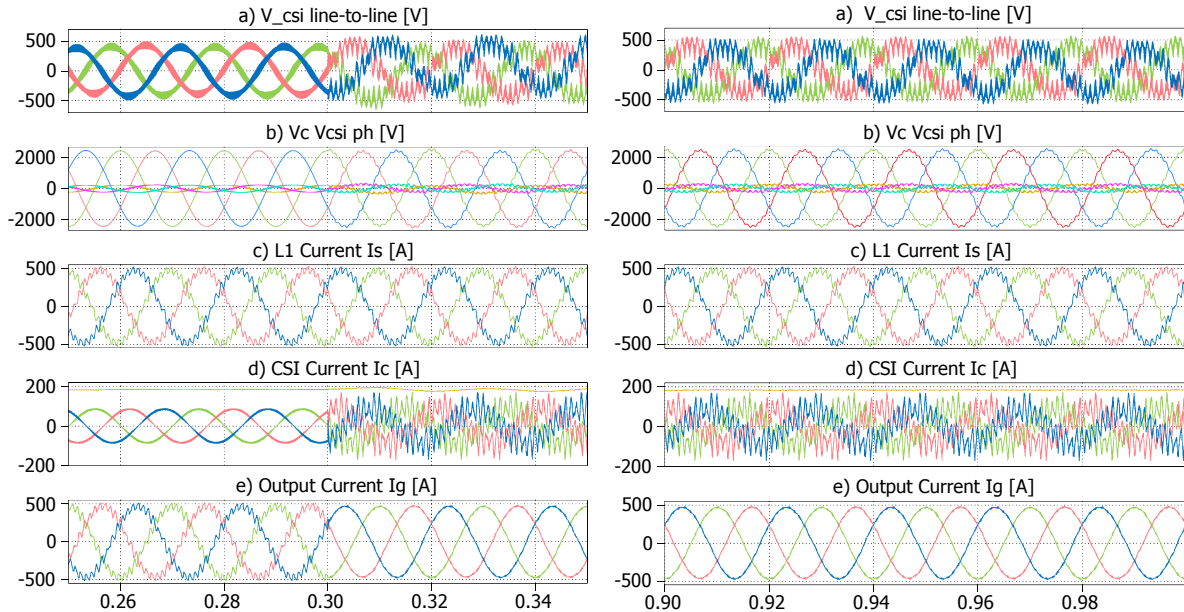 a) V_csi line-to-line [V]
500
0
-500
b) Vc Vcsi ph [V]
2000
0
-2000
c) L1 Current Is [A]
500
0
-500
d) CSI Current Ic [A]
200
0
-200
e) Output Current Ig [A]
500
0
-500
0.26 0.28 0.30 0.32 0.34
a) V_csi line-to-line [V]
500
0
-500
b) Vc Vcsi ph [V]
2000
0
-2000
c) L1 Current Is [A]
500
0
-500
d) CSI Current Ic [A]
200
0
-200
e) Output Current Ig [A]
500
0
-500
0.90 0.92 0.94 0.96 0.98